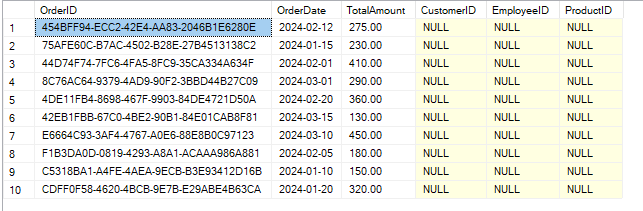 OrderID OrderDate TotalAmount CustomerID EmployeeID ProductID
1 454BFF94-ECC2-42E4-AA83-2046B1E6280E 2024-02-12 275.00 NULL NULL NULL
2 75AFE60C-B7AC-4502-B28E-27B4513138C2 2024-01-15 230.00 NULL NULL NULL
3 44D74F74-7FC6-4FA5-8FC9-35CA334A634F 2024-02-01 410.00 NULL NULL NULL
4 8C76AC64-9379-4AD9-90F2-3BBD44B27C09 2024-03-01 290.00 NULL NULL NULL
5 4DE11FB4-8698-467F-9903-84DE4721D50A 2024-02-20 360.00 NULL NULL NULL
6 42EB1FBB-67C0-4BE2-90B1-84E01CAB8F81 2024-03-15 130.00 NULL NULL NULL
7 E6664C93-3AF4-4767-A0E6-88E8B0C97123 2024-03-10 450.00 NULL NULL NULL
8 F1B3DA0D-0819-4293-A8A1-ACAAA986A881 2024-02-05 180.00 NULL NULL NULL
9 C5318BA1-A4FE-4AEA-9ECB-B3E93412D16B 2024-01-10 150.00 NULL NULL NULL
10 CDFF0F58-4620-4BCB-9E7B-E29ABE4B63CA 2024-01-20 320.00 NULL NULL NULL